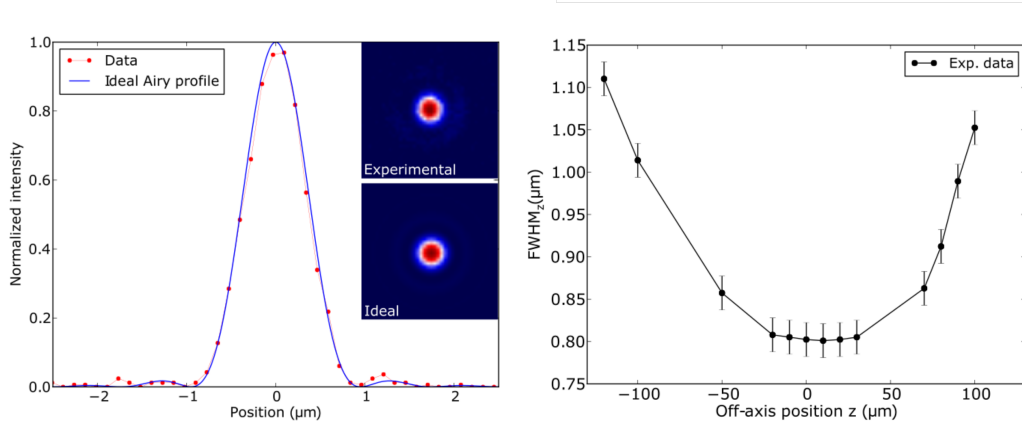 1.0
0.8
0.6
0.4
0.2
0.0
Normalized intensity
Data
Ideal Airy profile
Experimental
Ideal
−2 −1 0 1 2
Position (μm)
1.15
1.10
1.05
1.00
0.95
0.90
0.85
0.80
0.75
FWHMz(μm)
Exp. data
−100 −50 0 50 100
Off-axis position z (μm)